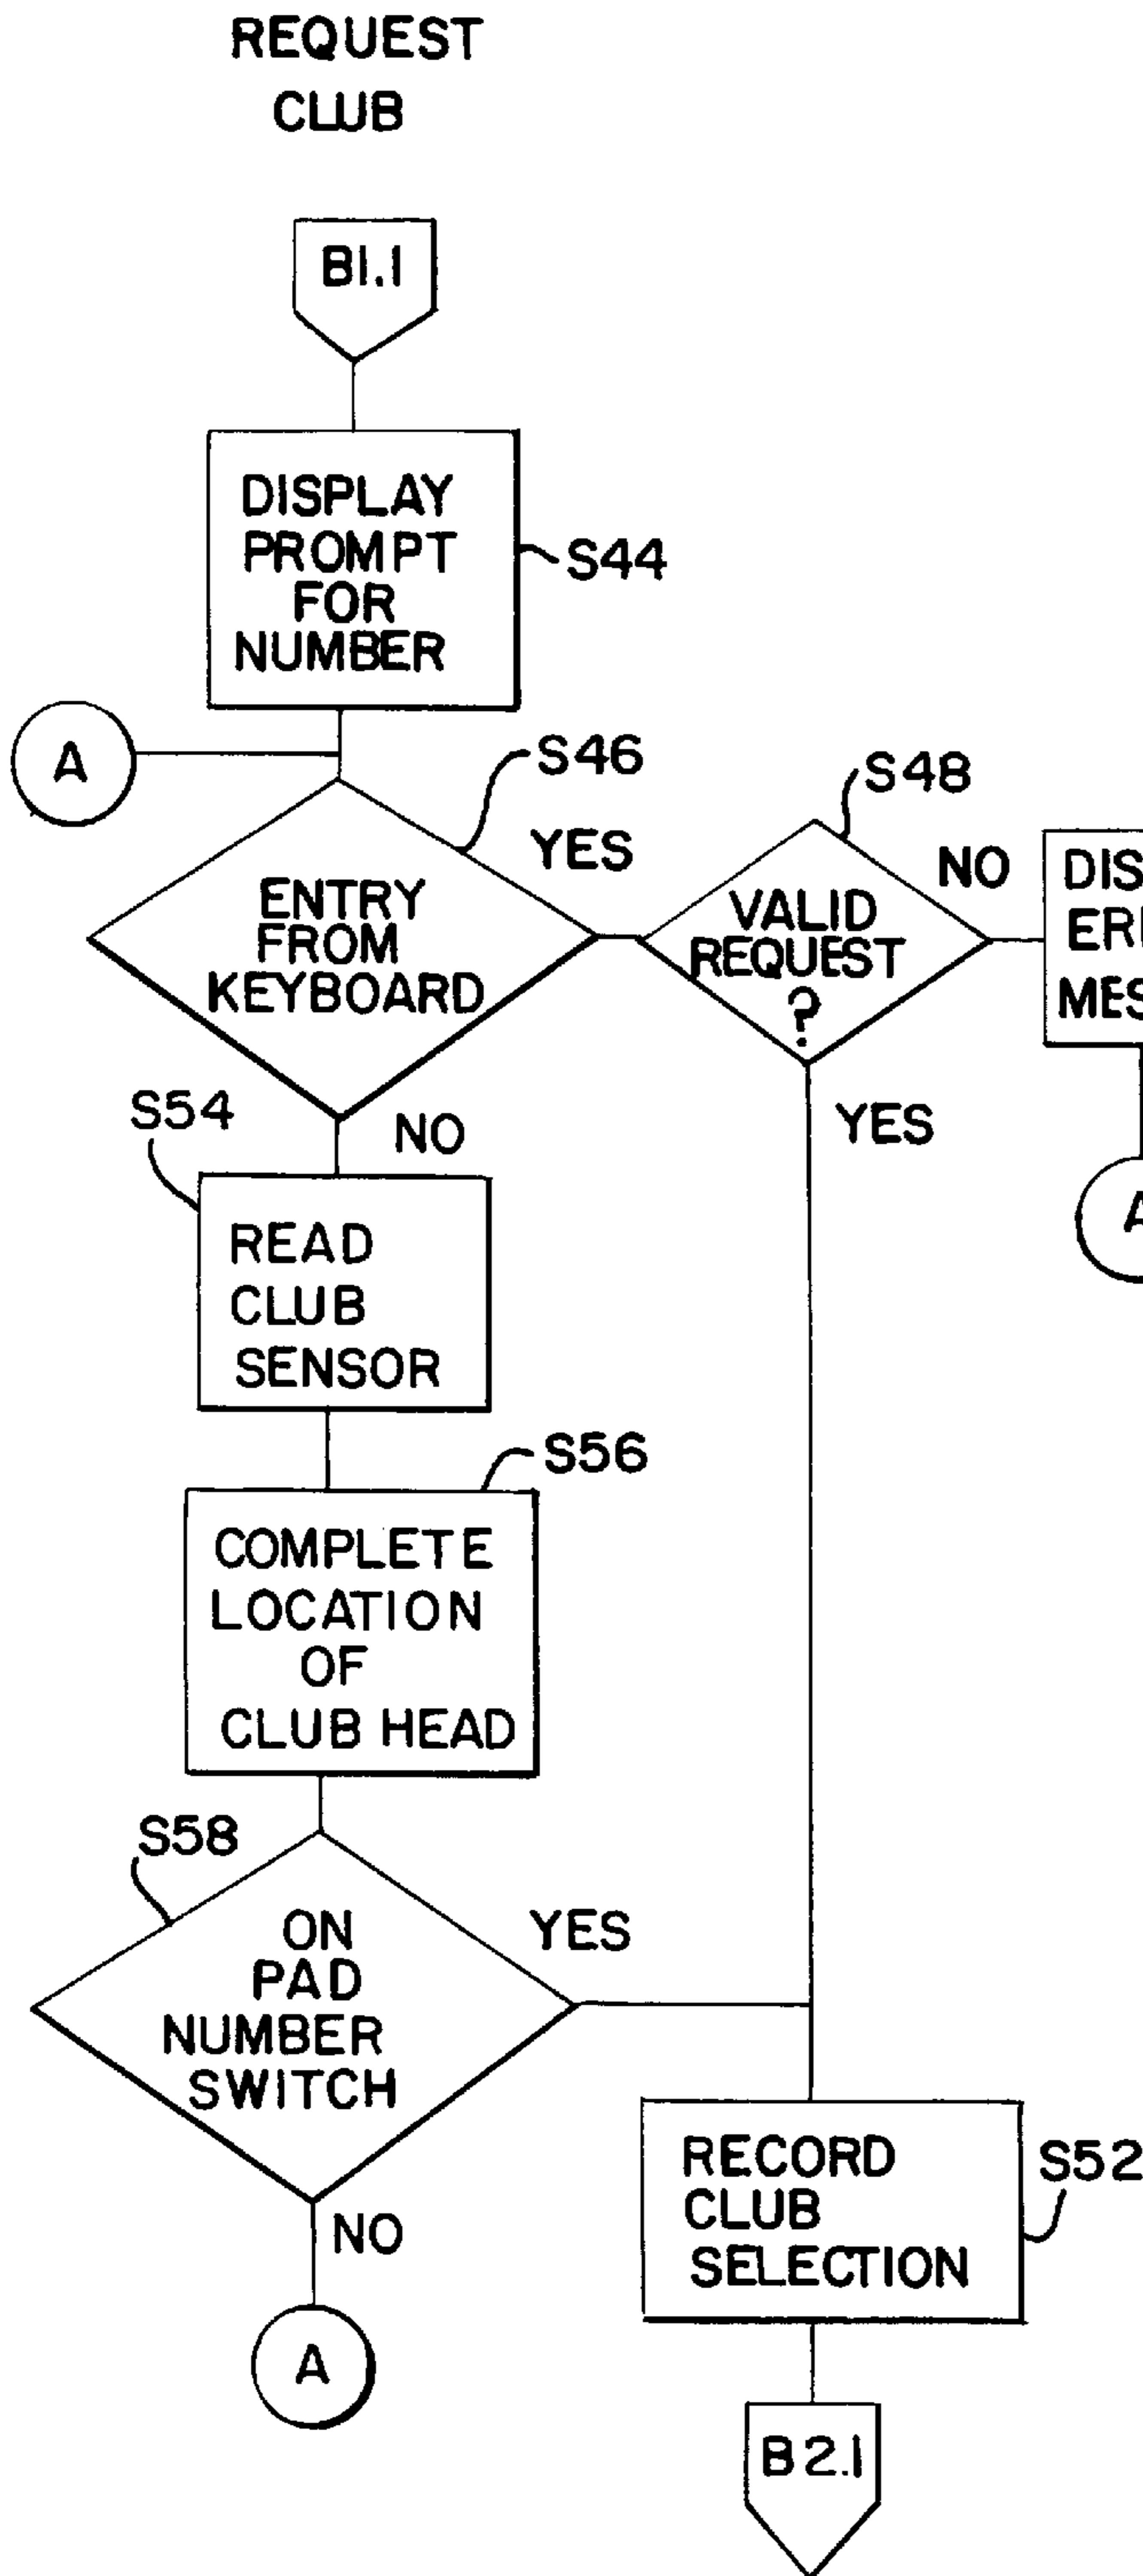 REQUEST
CLUB
B1.1
DISPLAY
PROMPT
FOR
NUMBER
S44
A
S46
YES
ENTRY
FROM
KEYBOARD
S48
NO
VALID
REQUEST
?
YES
A
NO
S54
READ
CLUB
SENSOR
S56
COMPLETE
LOCATION
OF
CLUB HEAD
S58
YES
ON
PAD
NUMBER
SWITCH
NO
A
RECORD
CLUB
SELECTION
S52
B2.1